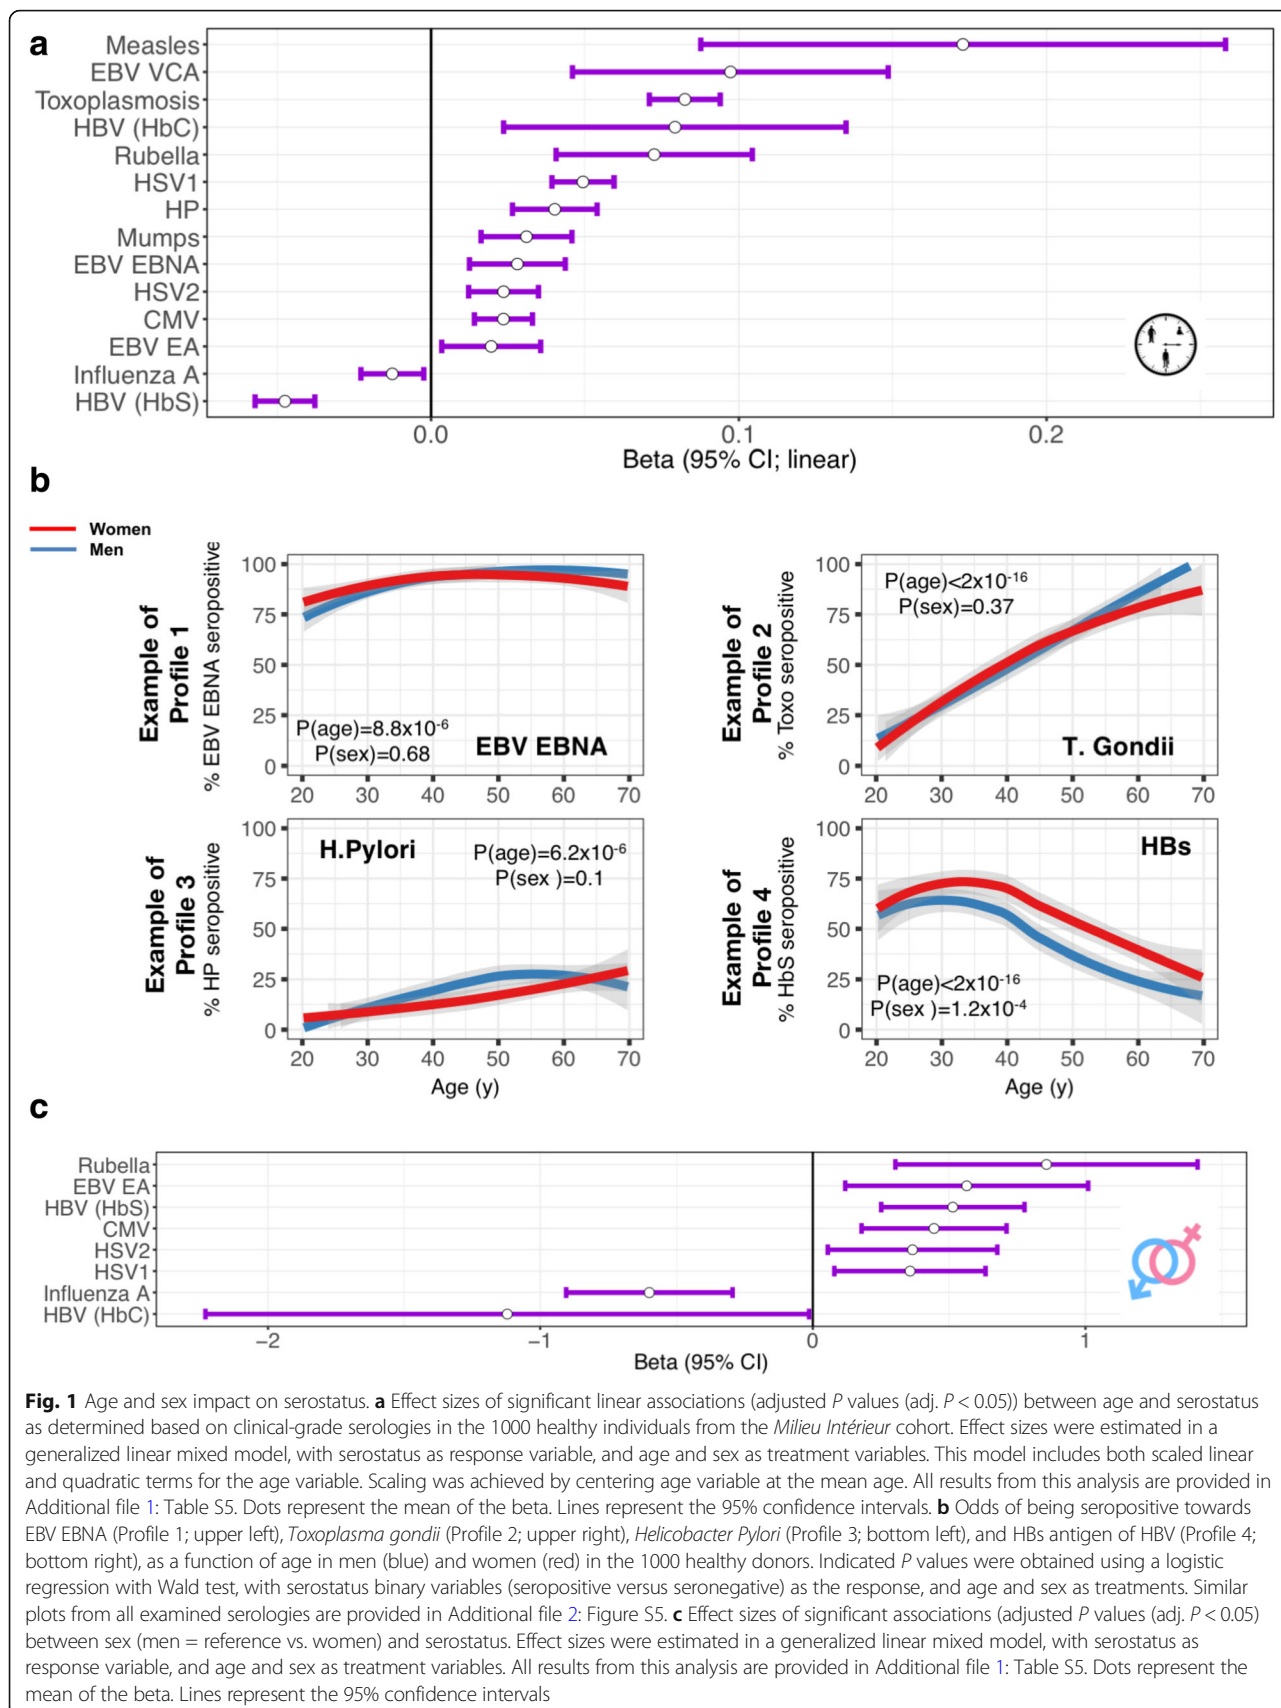 a
Measles
EBV VCA
Toxoplasmosis
HBV (HbC)
Rubella
HSV1
HP
Mumps
EBV EBNA
HSV2
CMV
EBV EA
Influenza A
HBV (HbS)
0.0 0.1 0.2
Beta (95% CI; linear)
b
Women
Men
Example of
Profile 1
% EBV EBNA seropositive
100
75
50
25
0
P(age)=8.8x10-6
P(sex)=0.68
EBV EBNA
20 30 40 50 60 70
Example of
Profile 2
% Toxo seropositive
100
75
50
25
0
P(age)<2x10-16
P(sex)=0.37
T. Gondii
20 30 40 50 60 70
Example of
Profile 3
% HP seropositive
100
75
50
25
0
H.Pylori
P(age)=6.2x10-6
P(sex )=0.1
20 30 40 50 60 70
Age (y)
Example of
Profile 4
% HbS seropositive
100
75
50
25
0
HBs
P(age)<2x10-16
P(sex )=1.2x10-4
20 30 40 50 60 70
Age (y)
c
Rubella
EBV EA
HBV (HbS)
CMV
HSV2
HSV1
Influenza A
HBV (HbC)
−2 −1 0 1
Beta (95% CI)
Fig. 1 Age and sex impact on serostatus. a Effect sizes of significant linear associations (adjusted P values (adj. P < 0.05)) between age and serostatus
as determined based on clinical-grade serologies in the 1000 healthy individuals from the Milieu Intérieur cohort. Effect sizes were estimated in a
generalized linear mixed model, with serostatus as response variable, and age and sex as treatment variables. This model includes both scaled linear
and quadratic terms for the age variable. Scaling was achieved by centering age variable at the mean age. All results from this analysis are provided in
Additional file 1: Table S5. Dots represent the mean of the beta. Lines represent the 95% confidence intervals. b Odds of being seropositive towards
EBV EBNA (Profile 1; upper left), Toxoplasma gondii (Profile 2; upper right), Helicobacter Pylori (Profile 3; bottom left), and HBs antigen of HBV (Profile 4;
bottom right), as a function of age in men (blue) and women (red) in the 1000 healthy donors. Indicated P values were obtained using a logistic
regression with Wald test, with serostatus binary variables (seropositive versus seronegative) as the response, and age and sex as treatments. Similar
plots from all examined serologies are provided in Additional file 2: Figure S5. c Effect sizes of significant associations (adjusted P values (adj. P < 0.05)
between sex (men = reference vs. women) and serostatus. Effect sizes were estimated in a generalized linear mixed model, with serostatus as
response variable, and age and sex as treatment variables. All results from this analysis are provided in Additional file 1: Table S5. Dots represent the
mean of the beta. Lines represent the 95% confidence intervals